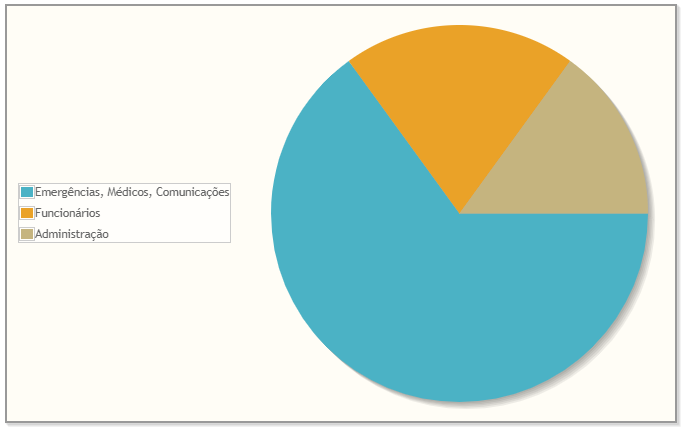 Emergências, Médicos, Comunicações
Funcionários
Administração